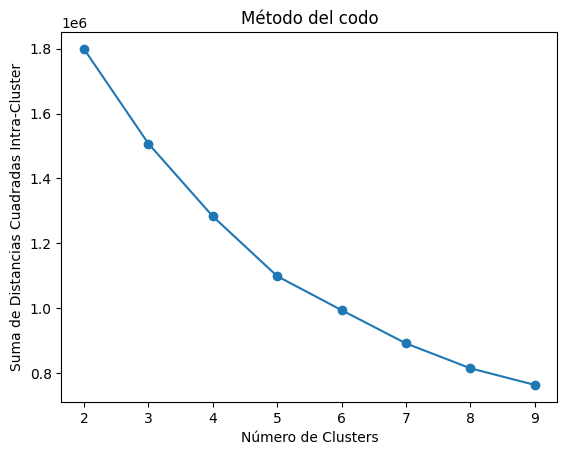 Método del codo
1e6
1.8
1.6
1.4
1.2
1.0
0.8
Suma de Distancias Cuadradas Intra-Cluster
2 3 4 5 6 7 8 9
Número de Clusters